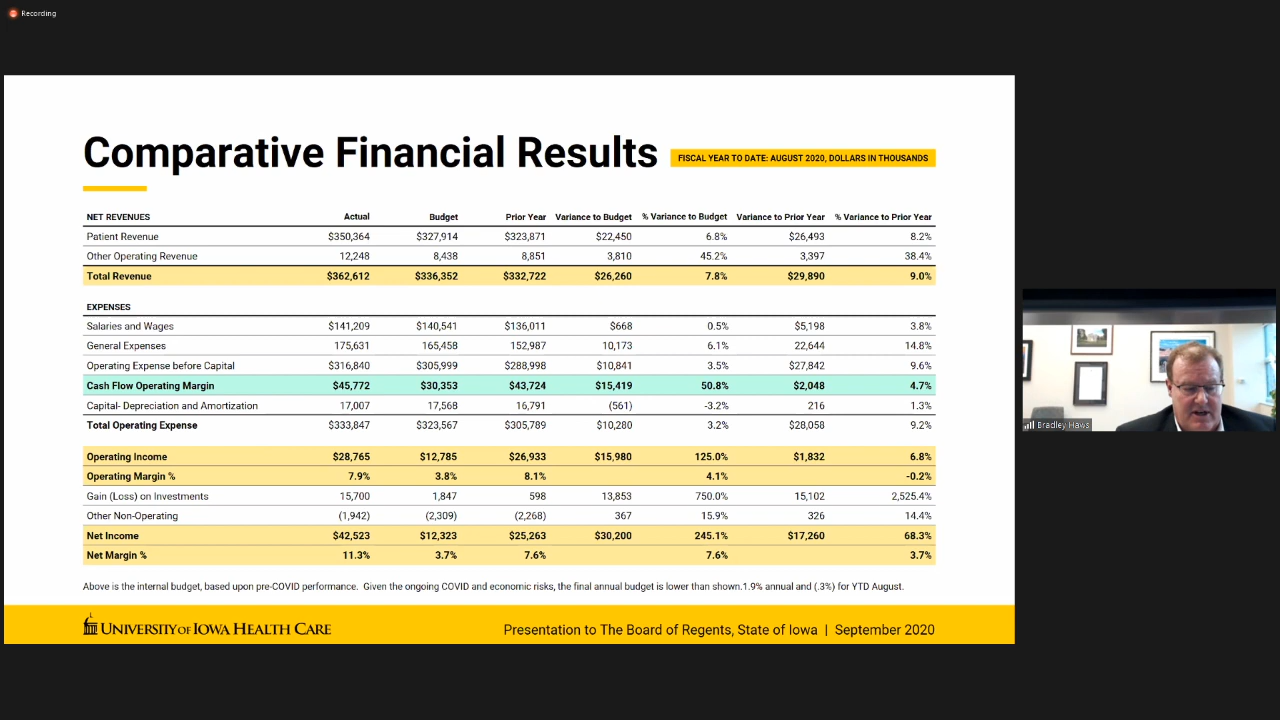 Recording
Comparative Financial Results
FISCAL YEAR TO DATE: AUGUST 2020, DOLLARS IN THOUSANDS
NET REVENUES Actual Budget Prior Year Variance to Budget % Variance to Budget Variance to Prior Year % Variance to Prior Year
Patient Revenue $350,364 $327,914 $323,871 $22,450 6.8% $26,493 8.2%
Other Operating Revenue 12,248 8,438 8,851 3,810 45.2% 3,397 38.4%
Total Revenue $362,612 $336,352 $332,722 $26,260 7.8% $29,890 9.0%
EXPENSES
Salaries and Wages $141,209 $140,541 $136,011 $668 0.5% $5,198 3.8%
General Expenses 175,631 165,458 152,987 10,173 6.1% 22,644 14.8%
Operating Expense before Capital $316,840 $305,999 $288,998 $10,841 3.5% $27,842 9.6%
Cash Flow Operating Margin $45,772 $30,353 $43,724 $15,419 50.8% $2,048 4.7%
Capital- Depreciation and Amortization 17,007 17,568 16,791 (561) -3.2% 216 1.3%
Total Operating Expense $333,847 $323,567 $305,789 $10,280 3.2% $28,058 9.2%
Operating Income $28,765 $12,785 $26,933 $15,980 125.0% $1,832 6.8%
Operating Margin % 7.9% 3.8% 8.1% 4.1% -0.2%
Gain (Loss) on Investments 15,700 1,847 598 13,853 750.0% 15,102 2,525.4%
Other Non-Operating (1,942) (2,309) (2,268) 367 15.9% 326 14.4%
Net Income $42,523 $12,323 $25,263 $30,200 245.1% $17,260 68.3%
Net Margin % 11.3% 3.7% 7.6% 7.6% 3.7%
Above is the internal budget, based upon pre-COVID performance. Given the ongoing COVID and economic risks, the final annual budget is lower than shown.1.9% annual and (.3%) for YTD August.
UNIVERSITY OF IOWA HEALTH CARE
Presentation to The Board of Regents, State of Iowa | September 2020
Bradley Haws